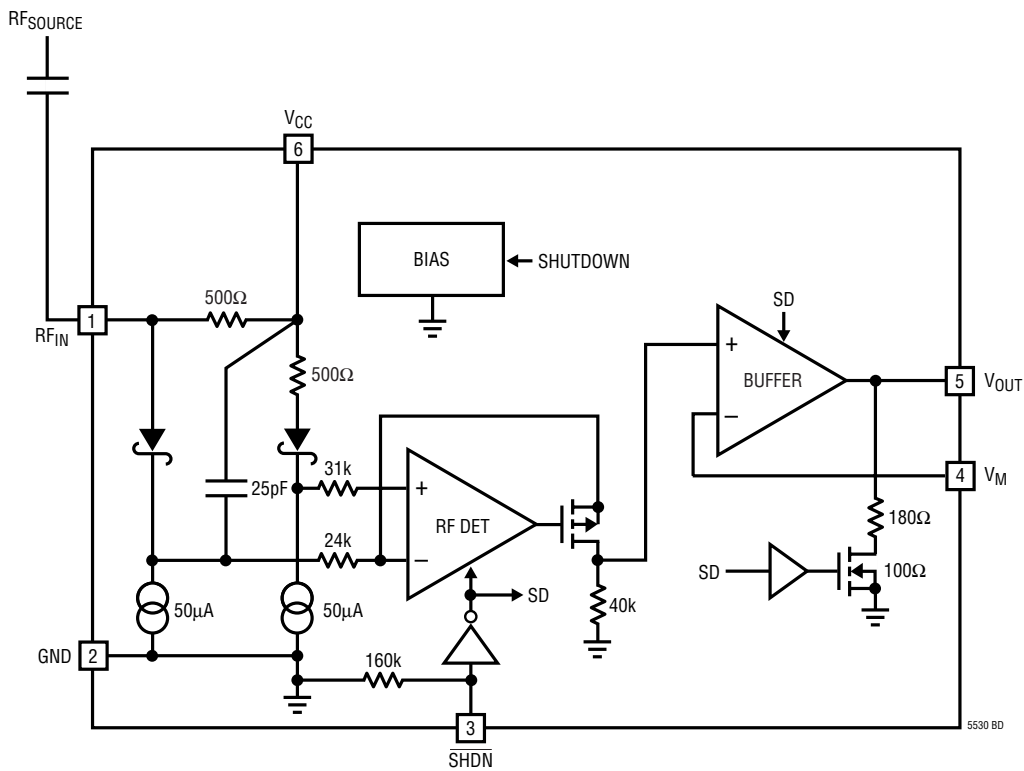 RFSOURCE
VCC
6
BIAS
SHUTDOWN
500Ω
1
RFIN
SD
+
BUFFER
−
5
VOUT
500Ω
31k
25pF
+
RF DET
−
24k
4
VM
180Ω
SD
100Ω
50µA
50µA
SD
40k
GND
2
160k
3
SHDN
5530 BD